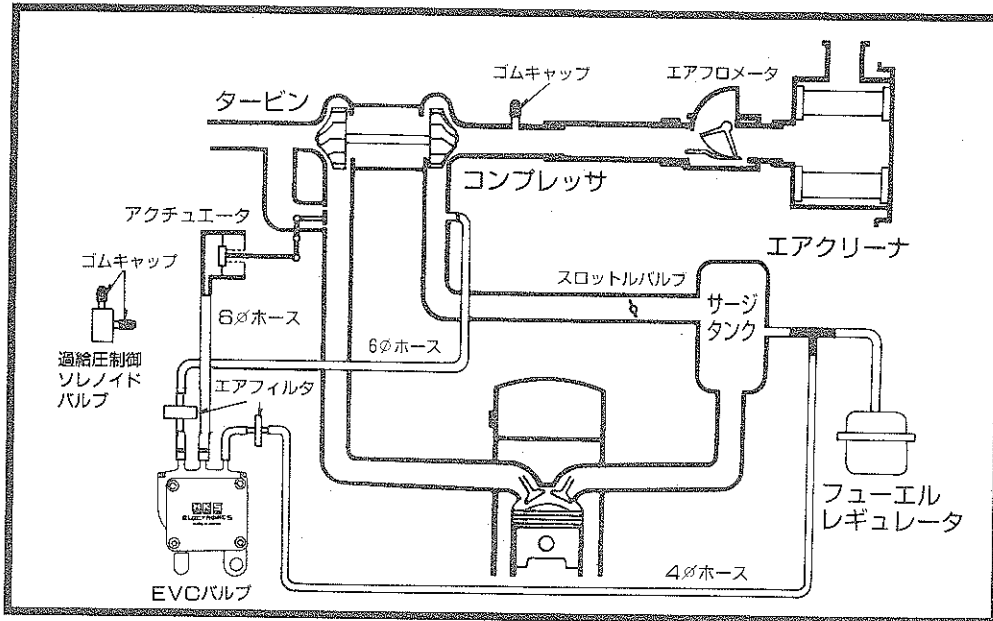 ゴムキャップ
エアフロメータ
タービン
コンプレッサ
エアクリーナ
アクチュエータ
ゴムキャップ
スロットルバルブ
サージ
タンク
6∅ホース
6∅ホース
過給圧制御
ソレノイド
バルブ
エアフィルタ
HKS
ELECTRONICS
フューエル
レギュレータ
4∅ホース
EVCバルブ